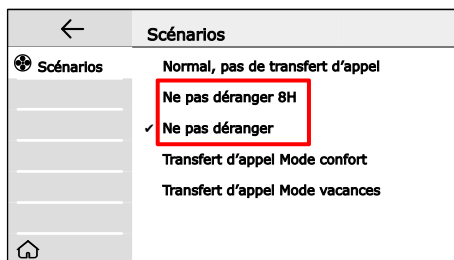 Scénarios
Scénarios
Normal, pas de transfert d'appel
Ne pas déranger 8H
✓ Ne pas déranger
Transfert d'appel Mode confort
Transfert d'appel Mode vacances